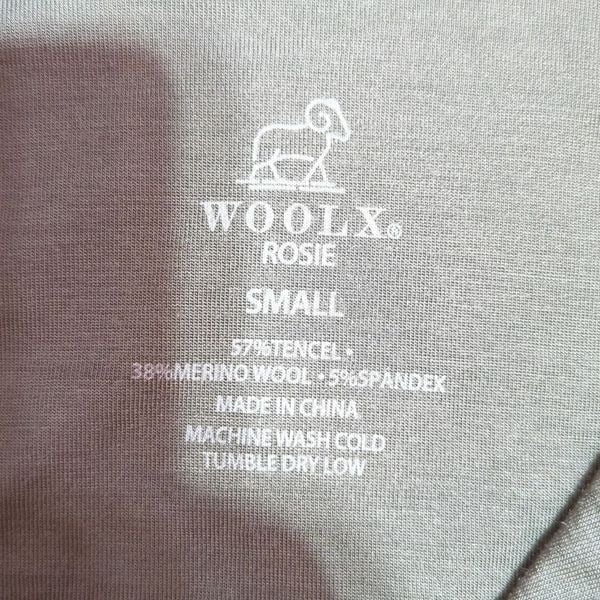 WOOLX®
ROSIE
SMALL
57%TENCEL •
38%MERINO WOOL • 5%SPANDEX
MADE IN CHINA
MACHINE WASH COLD
TUMBLE DRY LOW